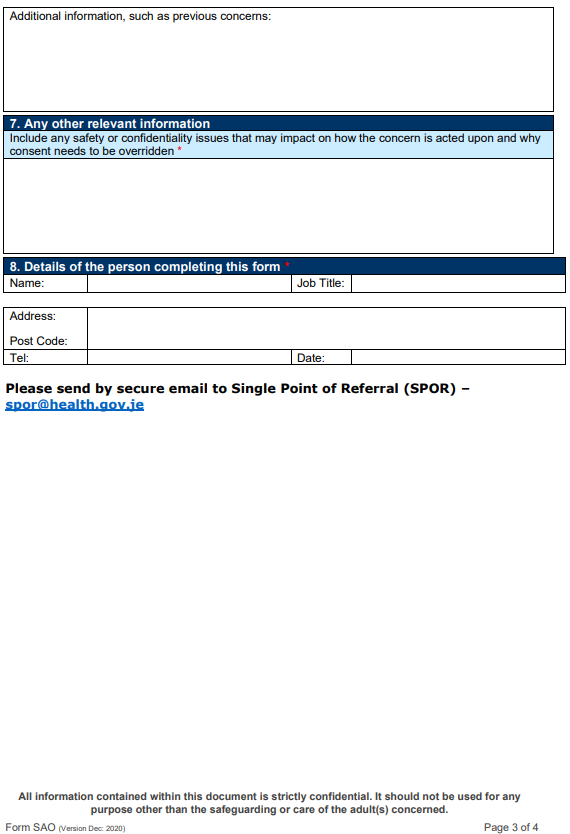 Additional information, such as previous concerns:
7. Any other relevant information
Include any safety or confidentiality issues that may impact on how the concern is acted upon and why
consent needs to be overridden *
8. Details of the person completing this form *
Name: Job Title:
Address:
Post Code:
Tel: Date:
Please send by secure email to Single Point of Referral (SPOR) –
spor@health.gov.je
All information contained within this document is strictly confidential. It should not be used for any
purpose other than the safeguarding or care of the adult(s) concerned.
Form SAO (Version Dec: 2020) Page 3 of 4